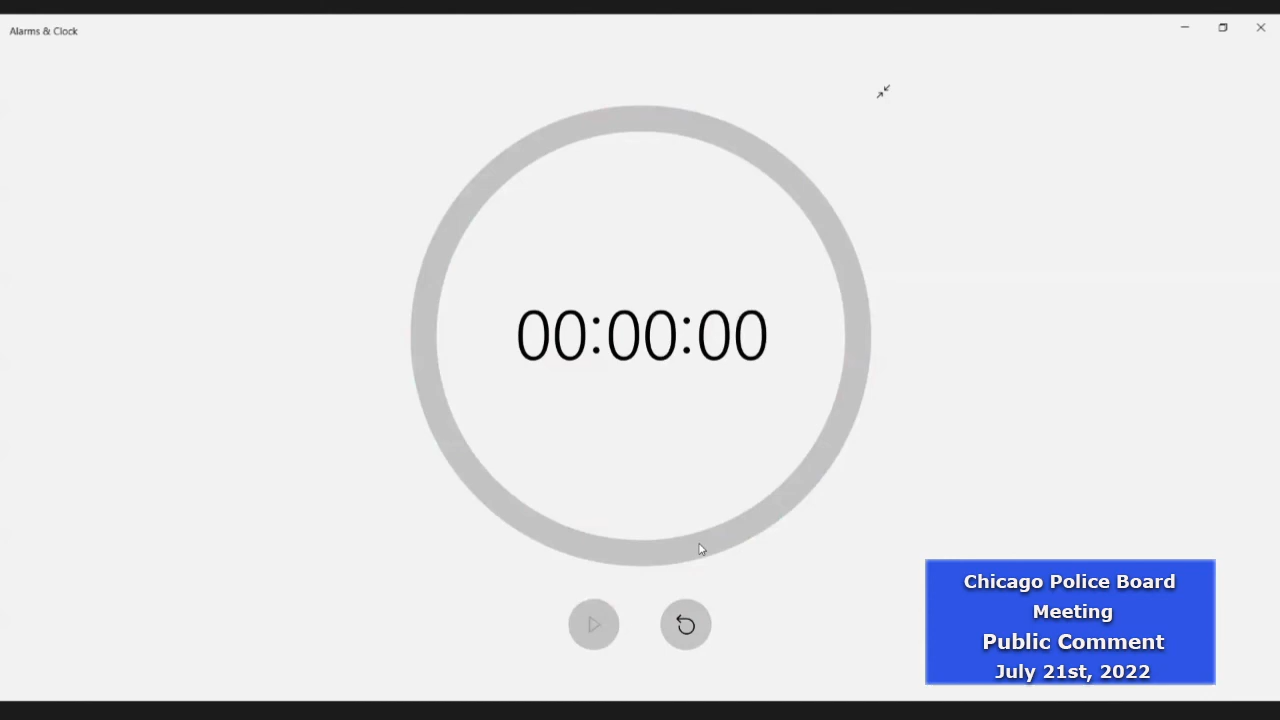 Alarms & Clock
00:00:00
Chicago Police Board
Meeting
Public Comment
July 21st, 2022